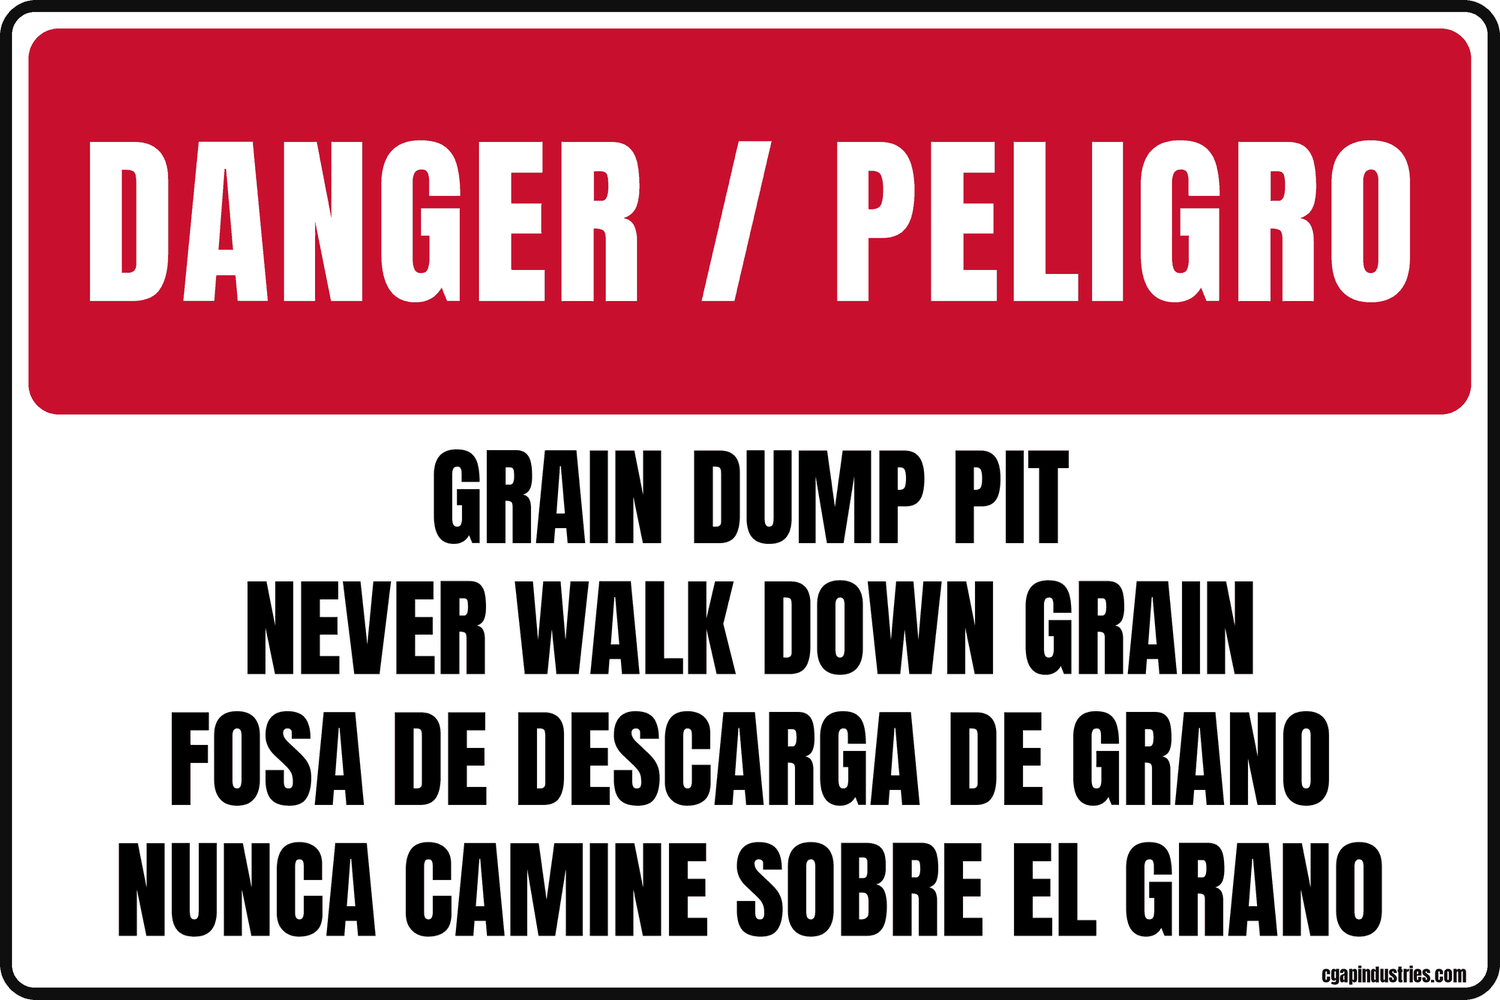 DANGER / PELIGRO
GRAIN DUMP PIT
NEVER WALK DOWN GRAIN
FOSA DE DESCARGA DE GRANO
NUNCA CAMINE SOBRE EL GRANO
cgapindustries.com